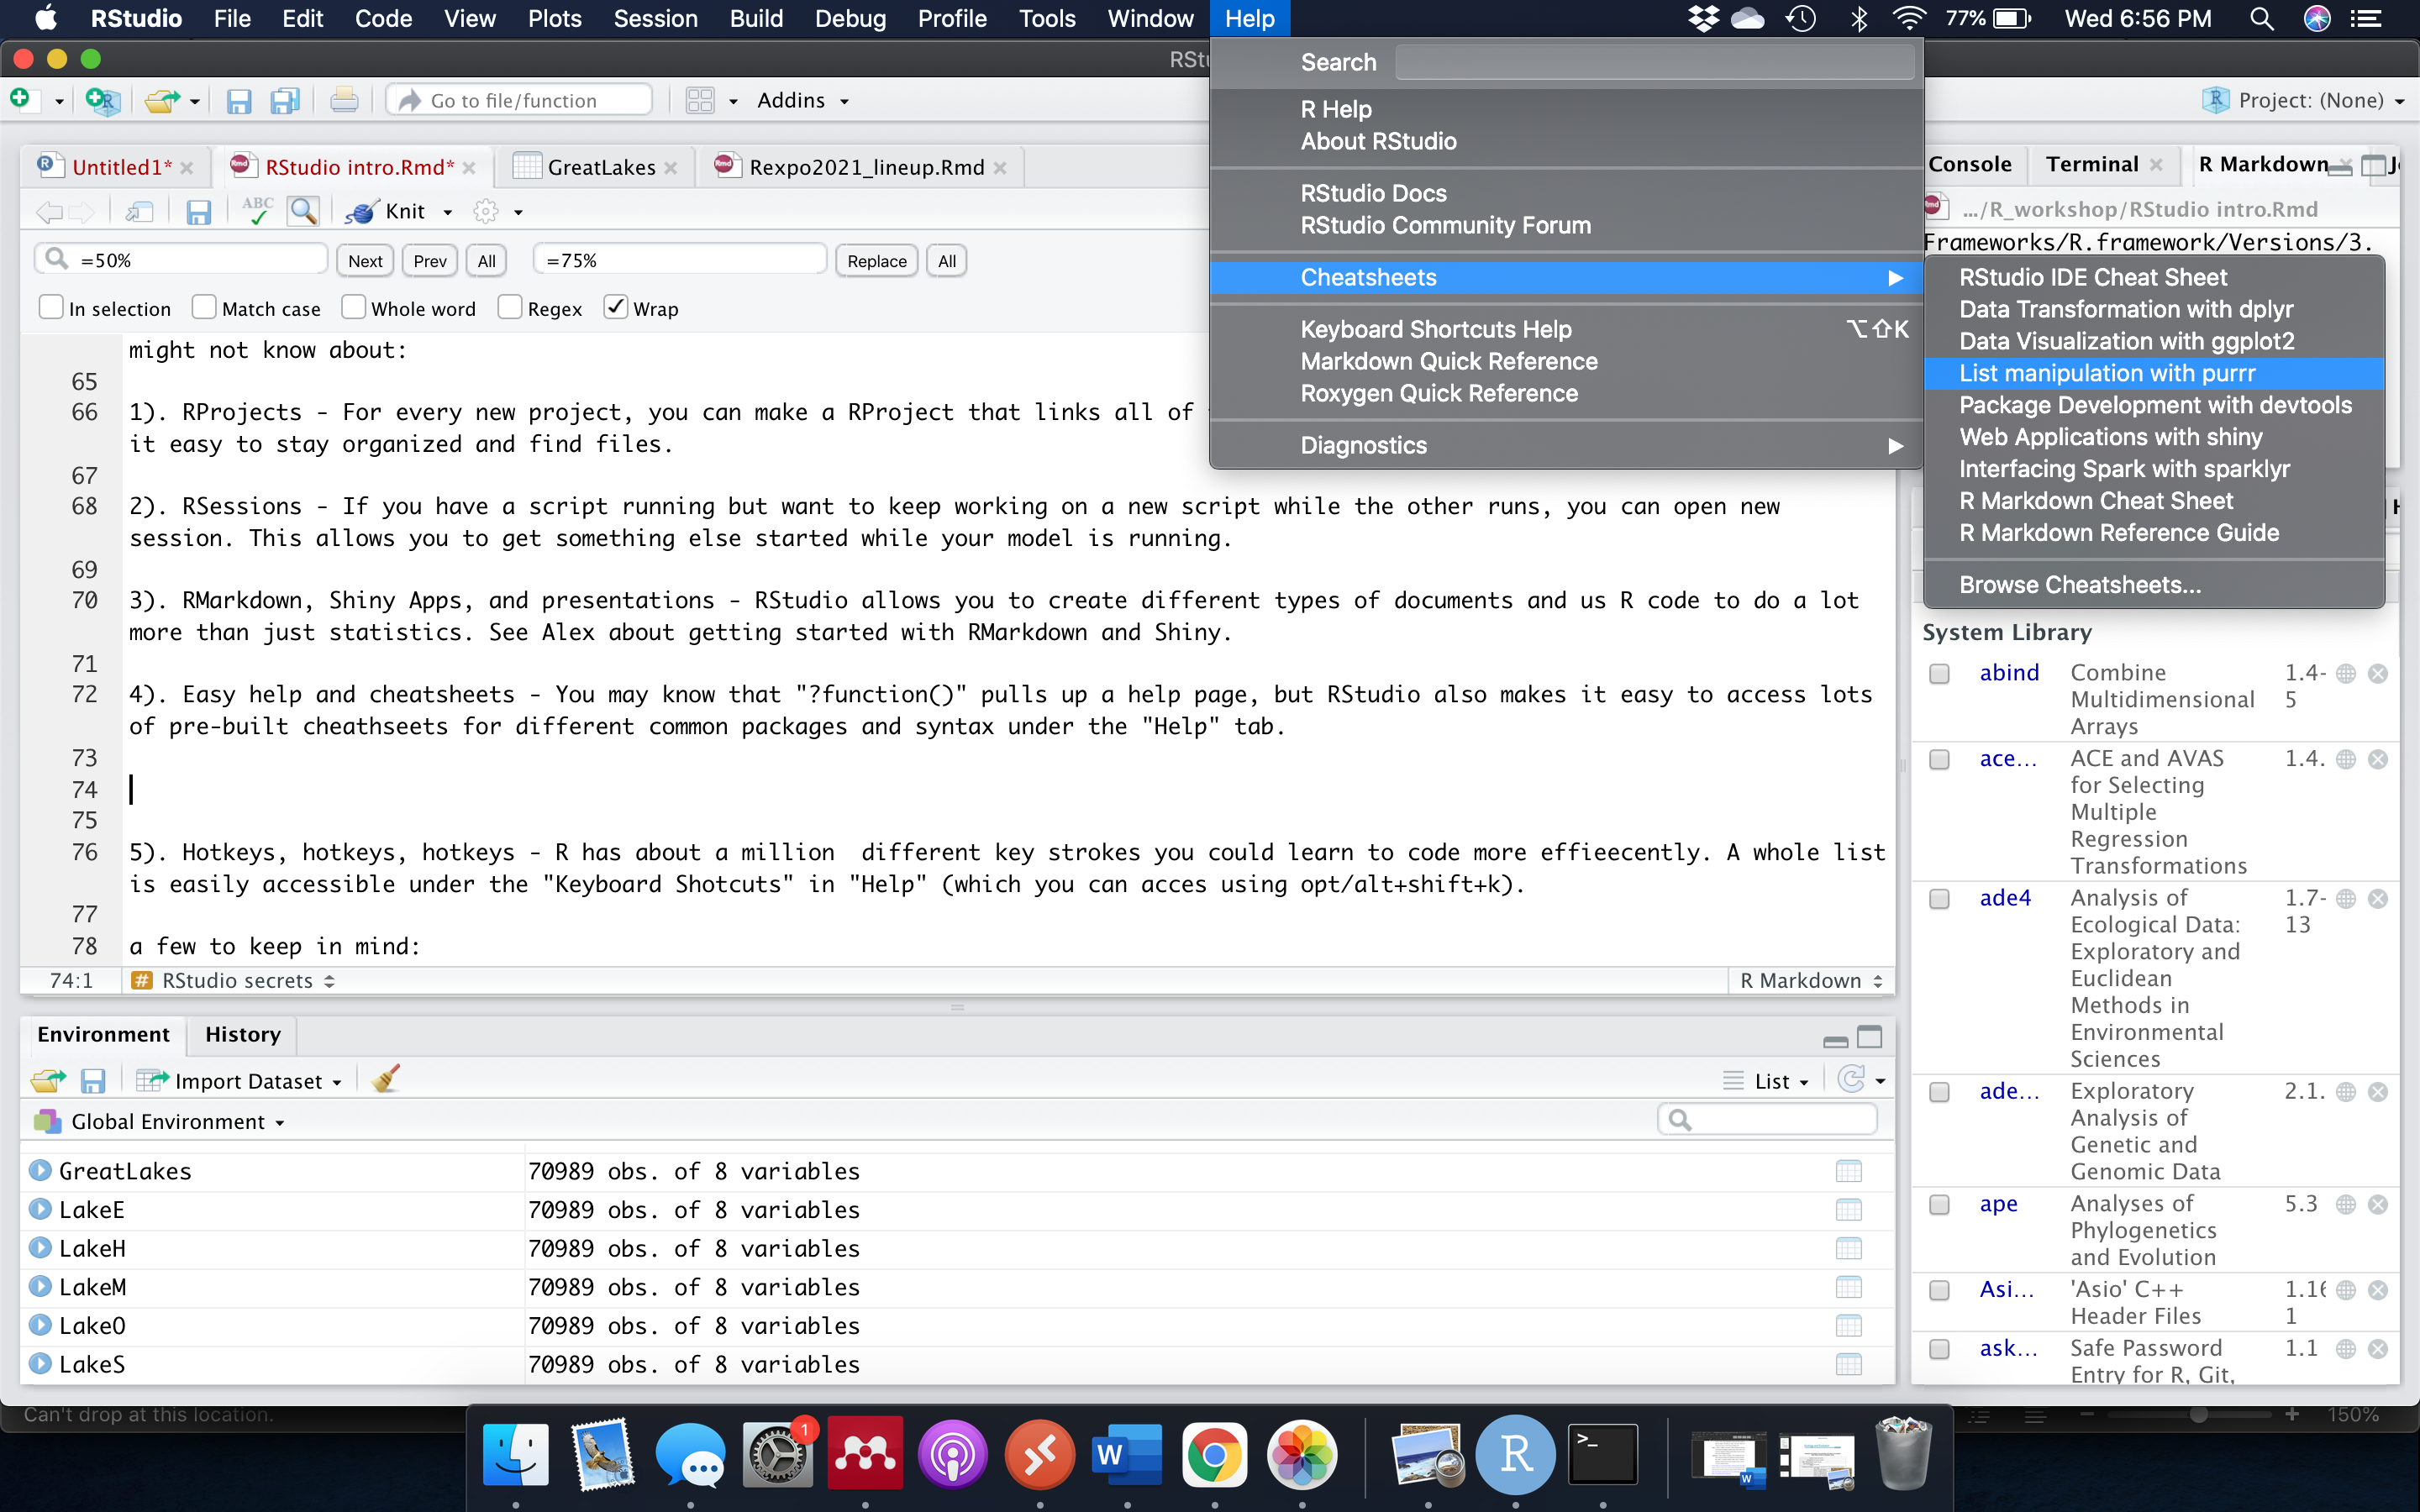 RStudio File Edit Code View Plots Session Build Debug Profile Tools Window Help 77% Wed 6:56 PM
Search
R Help
About RStudio
RStudio Docs
RStudio Community Forum
Cheatsheets
Keyboard Shortcuts Help ⌥⇧K
Markdown Quick Reference
Roxygen Quick Reference
Diagnostics
RStudio IDE Cheat Sheet
Data Transformation with dplyr
Data Visualization with ggplot2
List manipulation with purrr
Package Development with devtools
Web Applications with shiny
Interfacing Spark with sparklyr
R Markdown Cheat Sheet
R Markdown Reference Guide
Browse Cheatsheets...
Go to file/function Addins Project: (None)
Untitled1* RStudio intro.Rmd* GreatLakes Rexpo2021_lineup.Rmd
ABC Knit
=50% Next Prev All =75% Replace All
In selection Match case Whole word Regex Wrap
might not know about:
65
66 1). RProjects - For every new project, you can make a RProject that links all of
it easy to stay organized and find files.
67
68 2). RSessions - If you have a script running but want to keep working on a new script while the other runs, you can open new
session. This allows you to get something else started while your model is running.
69
70 3). RMarkdown, Shiny Apps, and presentations - RStudio allows you to create different types of documents and us R code to do a lot
more than just statistics. See Alex about getting started with RMarkdown and Shiny.
71
72 4). Easy help and cheatsheets - You may know that "?function()" pulls up a help page, but RStudio also makes it easy to access lots
of pre-built cheathseets for different common packages and syntax under the "Help" tab.
73
74
75
76 5). Hotkeys, hotkeys, hotkeys - R has about a million  different key strokes you could learn to code more effieecently. A whole list
is easily accessible under the "Keyboard Shotcuts" in "Help" (which you can acces using opt/alt+shift+k).
77
78 a few to keep in mind:
74:1 # RStudio secrets R Markdown
Environment History
Import Dataset List
Global Environment
GreatLakes 70989 obs. of 8 variables
LakeE 70989 obs. of 8 variables
LakeH 70989 obs. of 8 variables
LakeM 70989 obs. of 8 variables
LakeO 70989 obs. of 8 variables
LakeS 70989 obs. of 8 variables
Console Terminal R Markdown
.../R_workshop/RStudio intro.Rmd
Frameworks/R.framework/Versions/3.
System Library
abind Combine 1.4-
Multidimensional 5
Arrays
ace... ACE and AVAS 1.4.
for Selecting
Multiple
Regression
Transformations
ade4 Analysis of 1.7-
Ecological Data: 13
Exploratory and
Euclidean
Methods in
Environmental
Sciences
ade... Exploratory 2.1.
Analysis of
Genetic and
Genomic Data
ape Analyses of 5.3
Phylogenetics
and Evolution
Asi... 'Asio' C++ 1.16
Header Files 1
ask... Safe Password 1.1
Entry for R, Git,
Can't drop at this location. 150%
1
W
R
>_